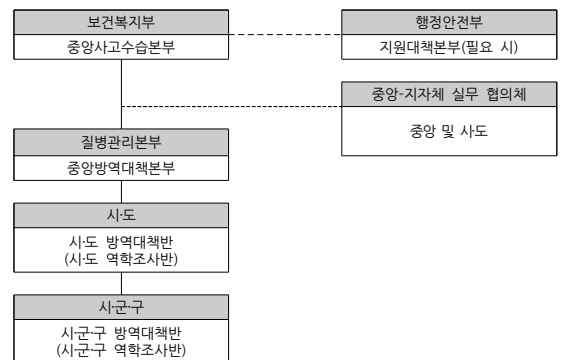 보건복지부
중앙사고수습본부
행정안전부
지원대책본부(필요 시)
중앙-지자체 실무 협의체
중앙 및 사도
질병관리본부
중앙방역대책본부
시·도
시·도 방역대책반
(시·도 역학조사반)
시·군·구
시·군·구 방역대책반
(시·군·구 역학조사반)